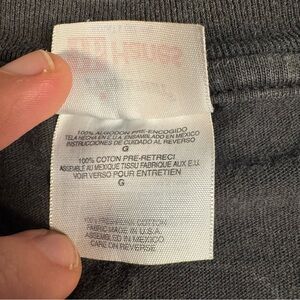 100% ALGODON PRE-ENCOGIDO
TELA HECHA EN E.U. ENSAMBLADO EN MEXICO
INSTRUCCIONES DE CUIDADO AL REVERSO
G
100% COTON PRE-RETRECI
ASSEMBLÉ AU MEXIQUE TISSU FABRIQUE AUX E.U.
VOIR VERSO POUR ENTRETIEN
G
100% PRESHRUNK COTTON
FABRIC MADE IN U.S.A.
ASSEMBLED IN MEXICO
CARE ON REVERSE